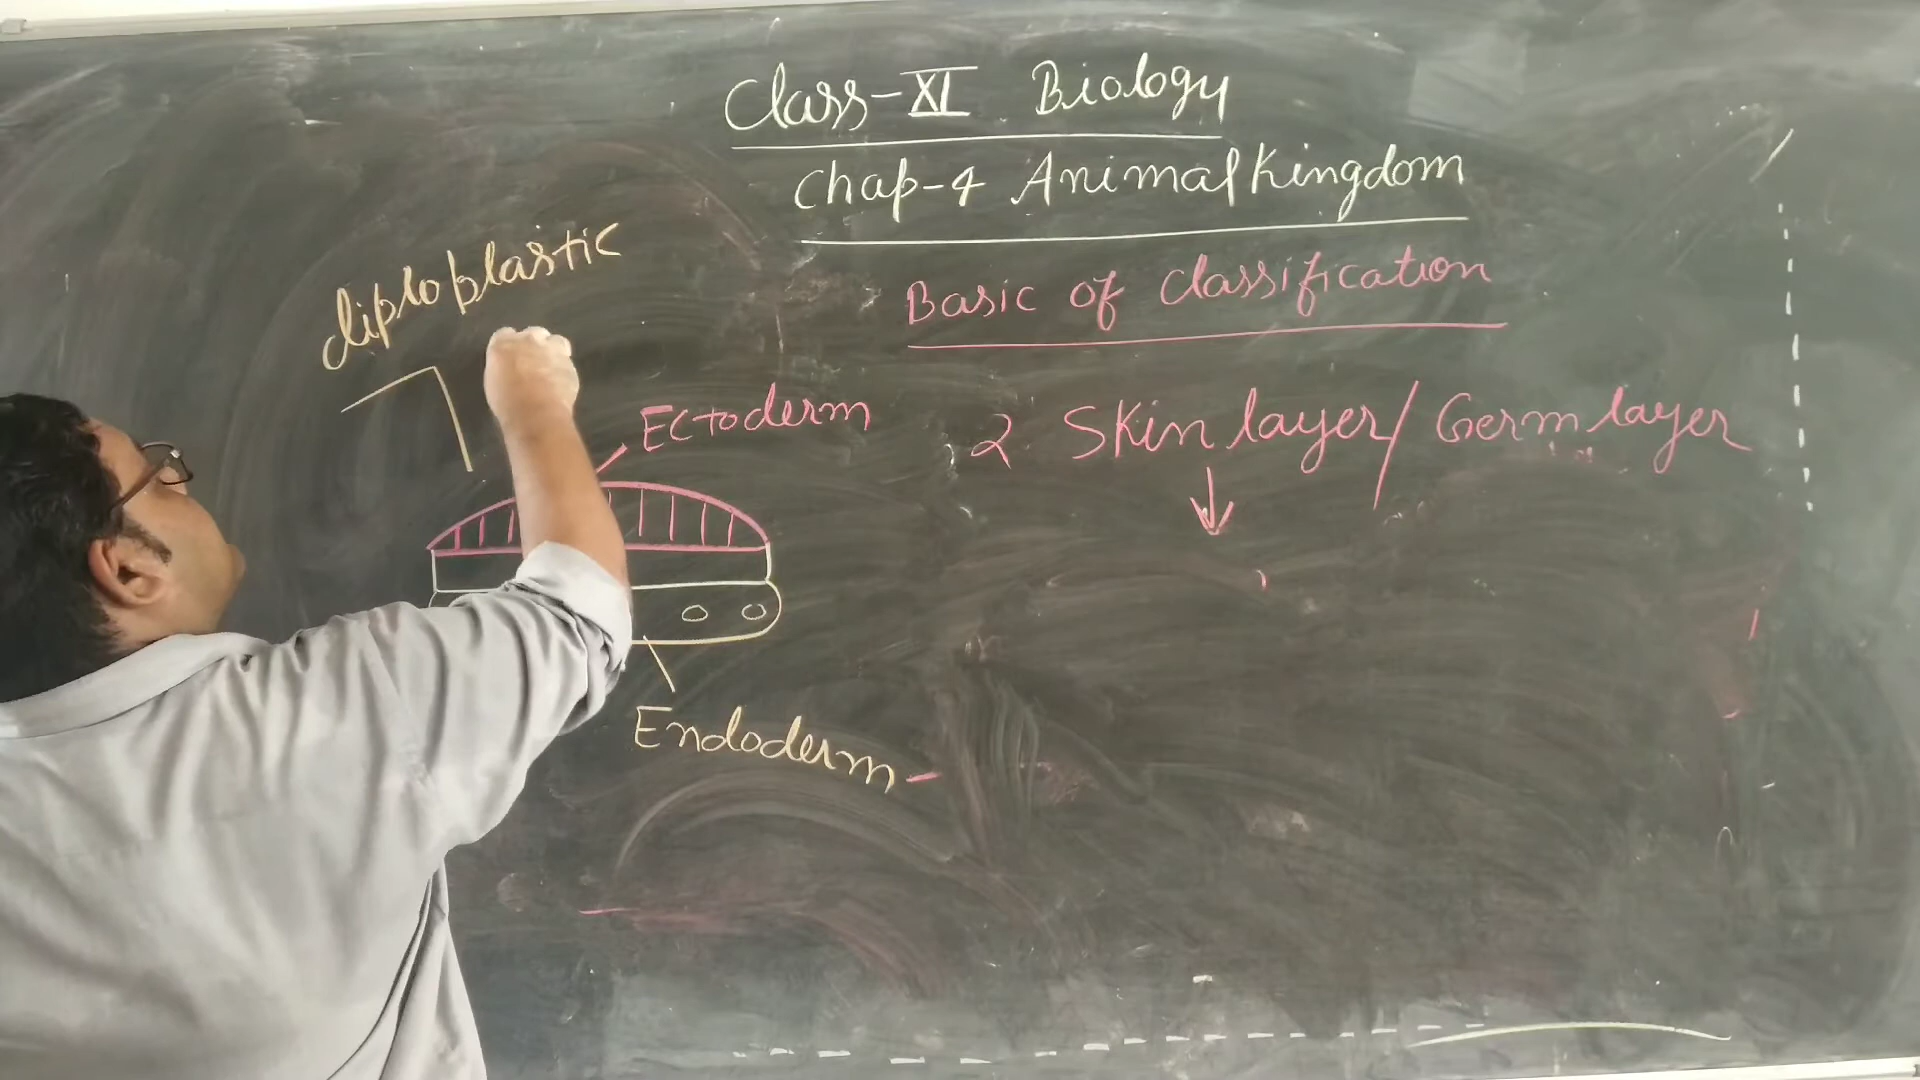 Class-XI Biology
Chap-4 Animal Kingdom
Basic of Classification
diploblastic
Ectoderm
2 Skin layer/Germ layer
Endoderm